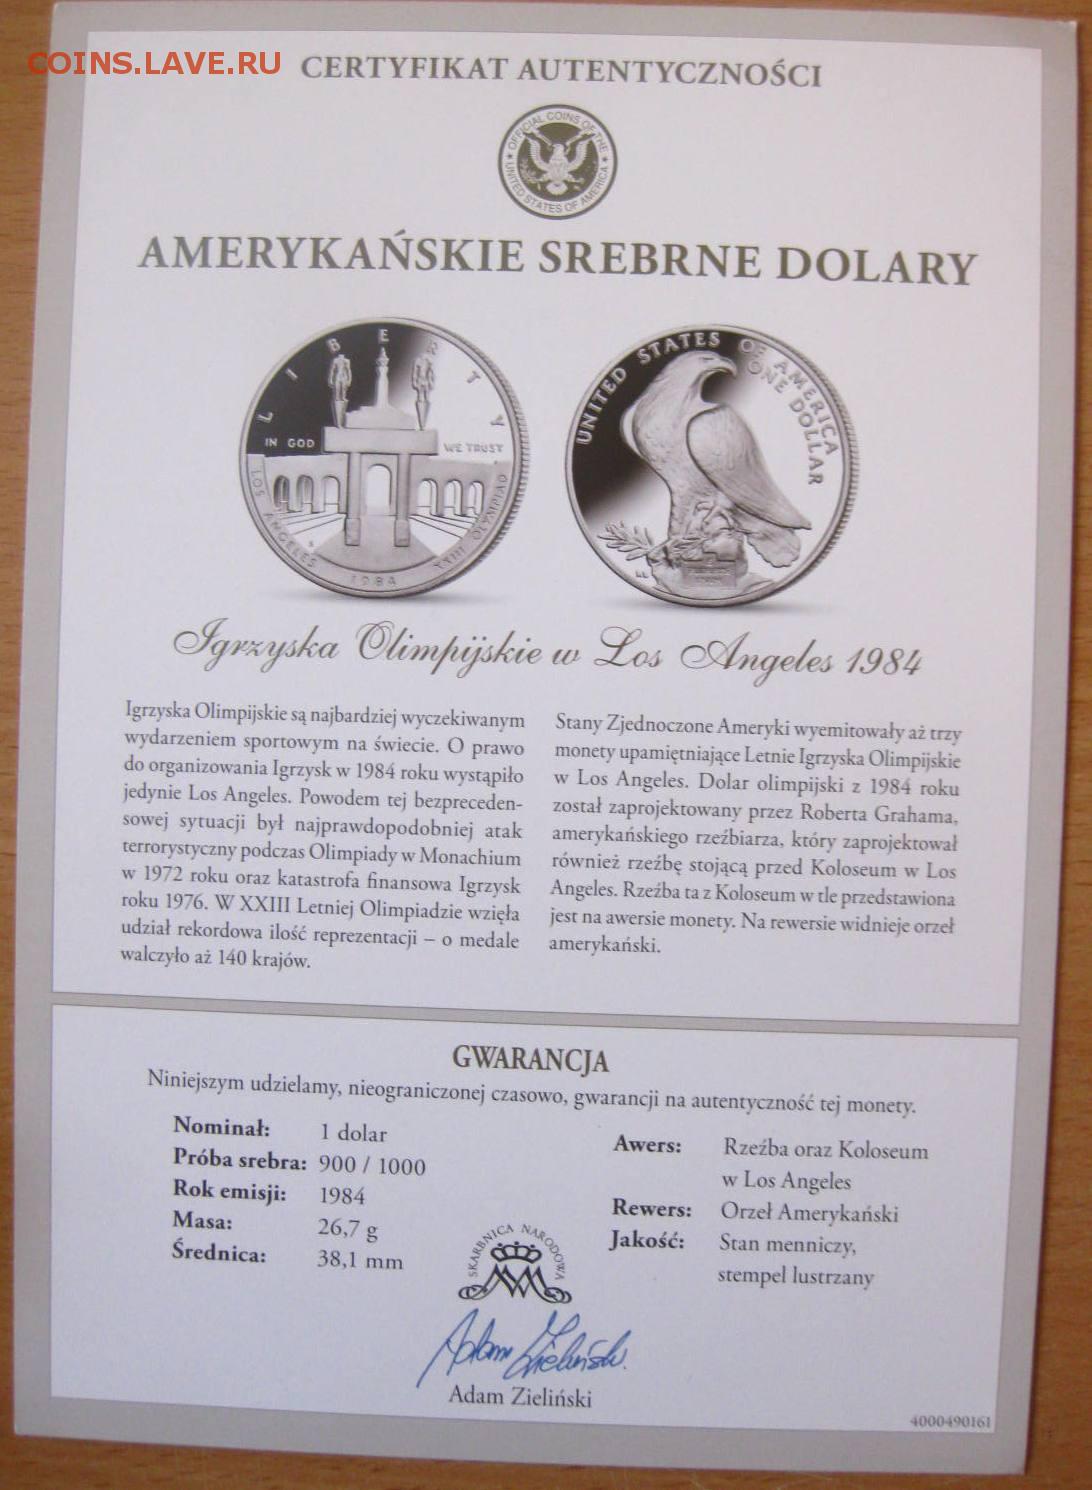 COINS.LAVE.RU
CERTYFIKAT AUTENTYCZNOŚCI
OFFICIAL COINS OF THE
UNITED STATES OF AMERICA
AMERYKAŃSKIE SREBRNE DOLARY
LIBERTY
IN GOD WE TRUST
LOS ANGELES XXIII OLYMPIAD
S
1984
UNITED STATES OF AMERICA
ONE DOLLAR
Igrzyska Olimpijskie w Los Angeles 1984
Igrzyska Olimpijskie są najbardziej wyczekiwanym
wydarzeniem sportowym na świecie. O prawo
do organizowania Igrzysk w 1984 roku wystąpiło
jedynie Los Angeles. Powodem tej bezpreceden-
sowej sytuacji był najprawdopodobniej atak
terrorystyczny podczas Olimpiady w Monachium
w 1972 roku oraz katastrofa finansowa Igrzysk
roku 1976. W XXIII Letniej Olimpiadzie wzięła
udział rekordowa ilość reprezentacji – o medale
walczyło aż 140 krajów.
Stany Zjednoczone Ameryki wyemitowały aż trzy
monety upamiętniające Letnie Igrzyska Olimpijskie
w Los Angeles. Dolar olimpijski z 1984 roku
został zaprojektowany przez Roberta Grahama,
amerykańskiego rzeźbiarza, który zaprojektował
również rzeźbę stojącą przed Koloseum w Los
Angeles. Rzeźba ta z Koloseum w tle przedstawiona
jest na awersie monety. Na rewersie widnieje orzeł
amerykański.
GWARANCJA
Niniejszym udzielamy, nieograniczonej czasowo, gwarancji na autentyczność tej monety.
Nominał: 1 dolar
Próba srebra: 900 / 1000
Rok emisji: 1984
Masa: 26,7 g
Średnica: 38,1 mm
Awers: Rzeźba oraz Koloseum
w Los Angeles
Rewers: Orzeł Amerykański
Jakość: Stan menniczy,
stempel lustrzany
SKARBNICA NARODOWA
Adam Zieliński
Adam Zieliński
4000490161